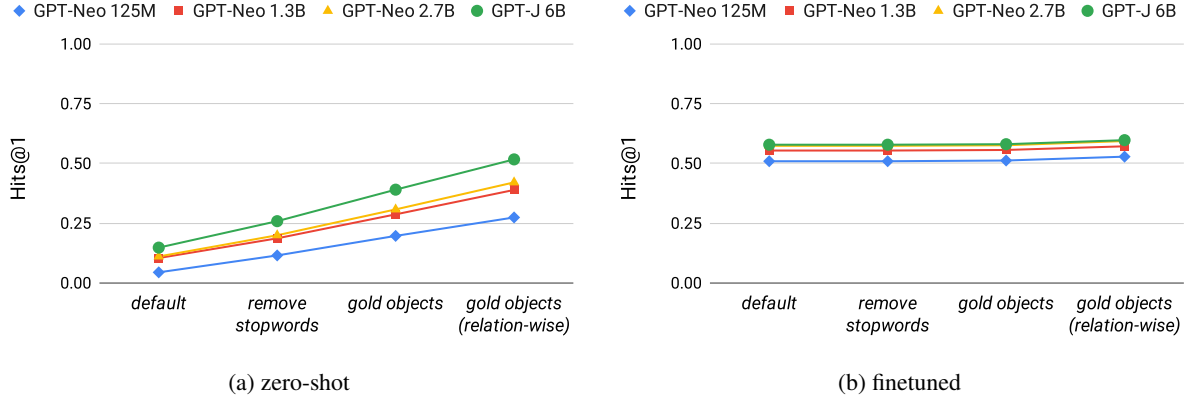 GPT-Neo 125M GPT-Neo 1.3B GPT-Neo 2.7B GPT-J 6B
1.00
0.75
0.50
0.25
0.00
Hits@1
default
remove
stopwords
gold objects
gold objects
(relation-wise)
(a) zero-shot
GPT-Neo 125M GPT-Neo 1.3B GPT-Neo 2.7B GPT-J 6B
1.00
0.75
0.50
0.25
0.00
Hits@1
default
remove
stopwords
gold objects
gold objects
(relation-wise)
(b) finetuned